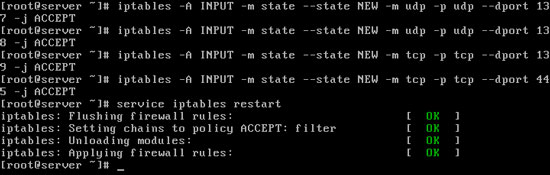 [root@server ~]# iptables -A INPUT -m state --state NEW -m udp -p udp --dport 13
7 -j ACCEPT
[root@server ~]# iptables -A INPUT -m state --state NEW -m udp -p udp --dport 13
8 -j ACCEPT
[root@server ~]# iptables -A INPUT -m state --state NEW -m tcp -p tcp --dport 13
9 -j ACCEPT
[root@server ~]# iptables -A INPUT -m state --state NEW -m tcp -p tcp --dport 44
5 -j ACCEPT
[root@server ~]# service iptables restart
iptables: Flushing firewall rules: [ OK ]
iptables: Setting chains to policy ACCEPT: filter [ OK ]
iptables: Unloading modules: [ OK ]
iptables: Applying firewall rules: [ OK ]
[root@server ~]# _